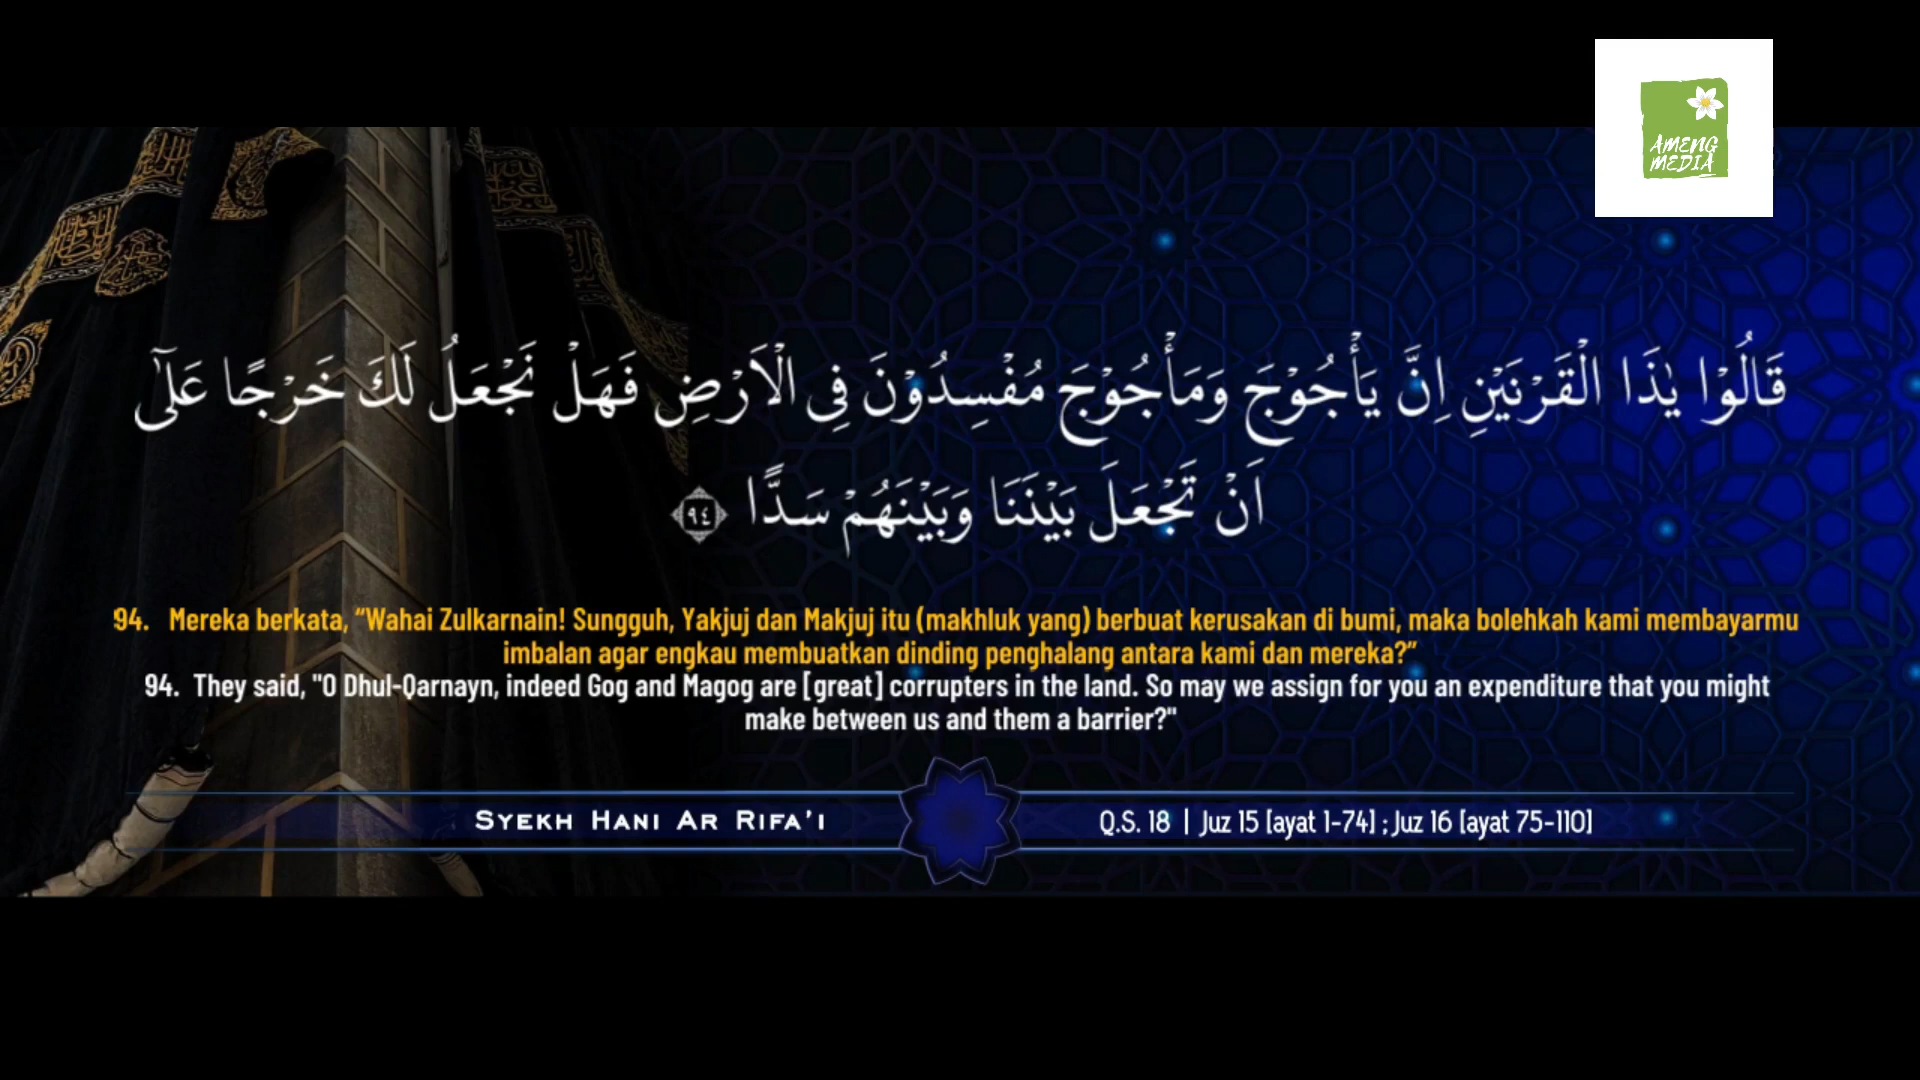 AMENG
MEDIA
قَالُوْا يٰذَا الْقَرْنَيْنِ اِنَّ يَأْجُوْجَ وَمَأْجُوْجَ مُفْسِدُوْنَ فِى الْاَرْضِ فَهَلْ نَجْعَلُ لَكَ خَرْجًا عَلٰٓى
اَنْ تَجْعَلَ بَيْنَنَا وَبَيْنَهُمْ سَدًّا ٩٤
94. Mereka berkata, “Wahai Zulkarnain! Sungguh, Yakjuj dan Makjuj itu (makhluk yang) berbuat kerusakan di bumi, maka bolehkah kami membayarmu
imbalan agar engkau membuatkan dinding penghalang antara kami dan mereka?”
94. They said, "O Dhul-Qarnayn, indeed Gog and Magog are [great] corrupters in the land. So may we assign for you an expenditure that you might
make between us and them a barrier?"
Syekh Hani Ar Rifa'i
Q.S. 18 | Juz 15 [ayat 1-74] ; Juz 16 [ayat 75-110]